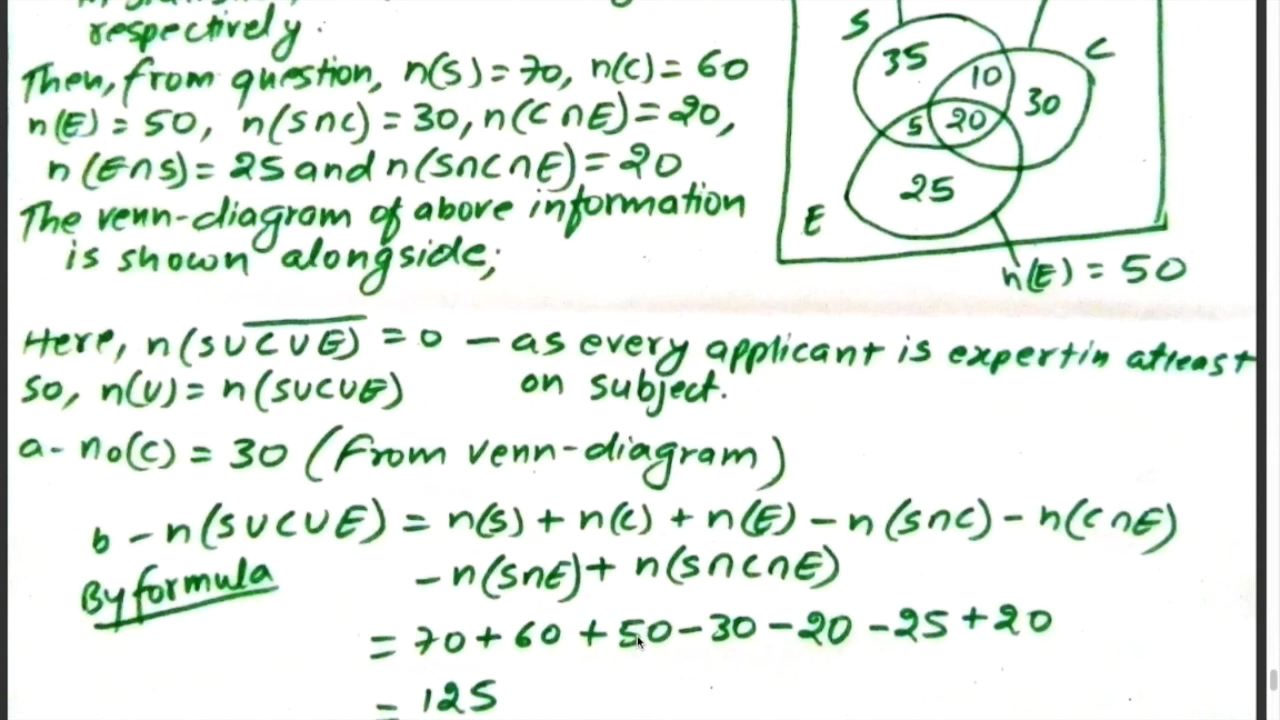 respectively.
Then, from question, n(S)=70, n(C)=60
n(E)=50, n(S∩C)=30, n(C∩E)=20,
n(E∩S)=25 and n(S∩C∩E)=20
The venn-diagram of above information
is shown alongside;
S
35
C
10
30
5
20
25
E
n(E)=50
Here, n(S∪C∪E)=0 – as every applicant is expert in atleast
So, n(U)=n(S∪C∪E) on subject.
a- n₀(C)=30 (From venn-diagram)
b – n(S∪C∪E) = n(S)+n(C)+n(E)–n(S∩C)–n(C∩E)
By formula –n(S∩E)+n(S∩C∩E)
= 70+60+50–30–20–25+20
= 125